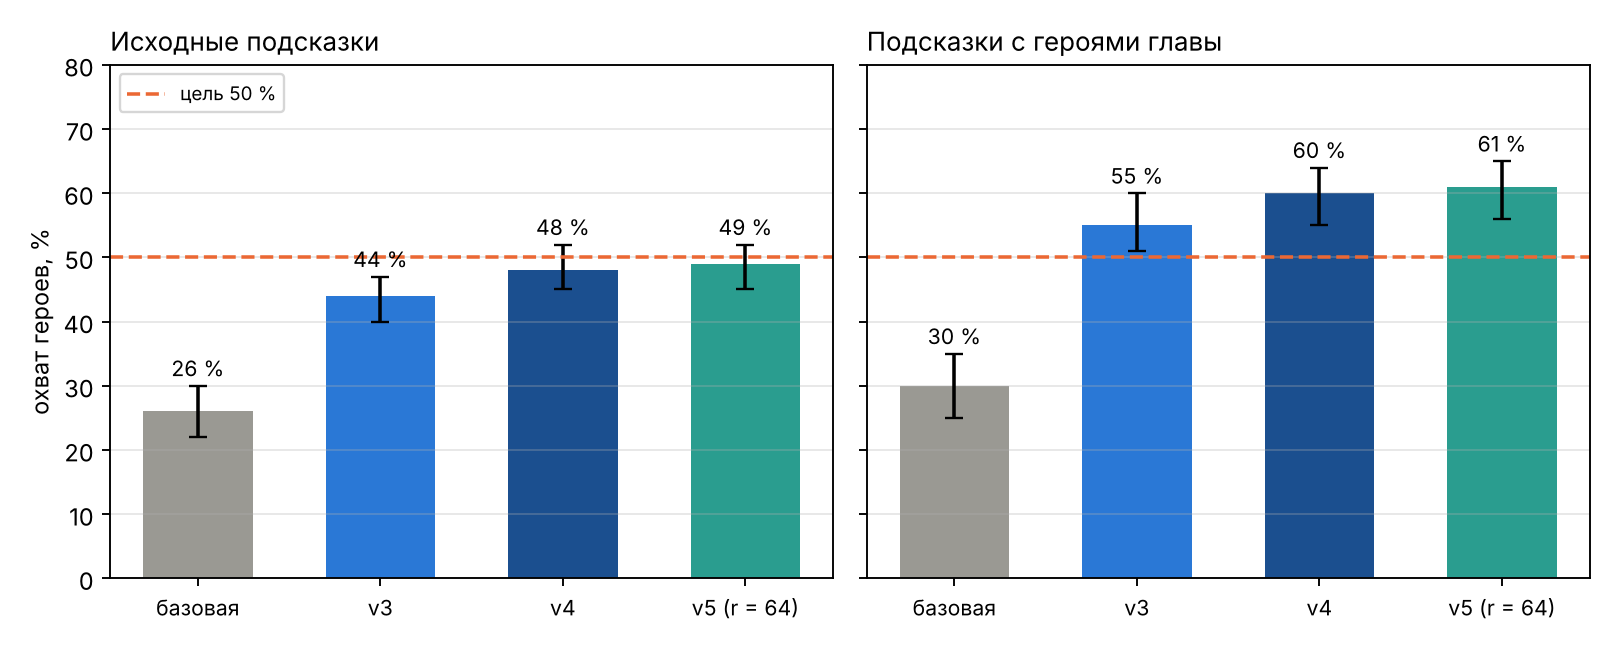 Исходные подсказки
цель 50 %
охват героев, %
80
70
60
50
40
30
20
10
0
26 %
44 %
48 %
49 %
базовая
v3
v4
v5 (r = 64)
Подсказки с героями главы
30 %
55 %
60 %
61 %
базовая
v3
v4
v5 (r = 64)